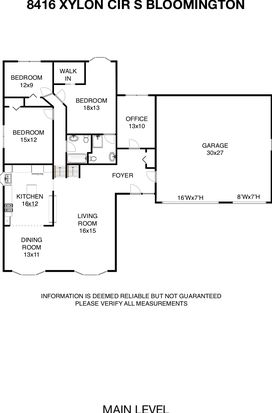 8416 XYLON CIR S BLOOMINGTON
BEDROOM
12x9
WALK
IN
BEDROOM
18x13
OFFICE
13x10
BEDROOM
15x12
GARAGE
30x27
FOYER
KITCHEN
16x12
16'Wx7'H
8'Wx7'H
LIVING
ROOM
16x15
DINING
ROOM
13x11
INFORMATION IS DEEMED RELIABLE BUT NOT GUARANTEED
PLEASE VERIFY ALL MEASUREMENTS
MAIN LEVEL